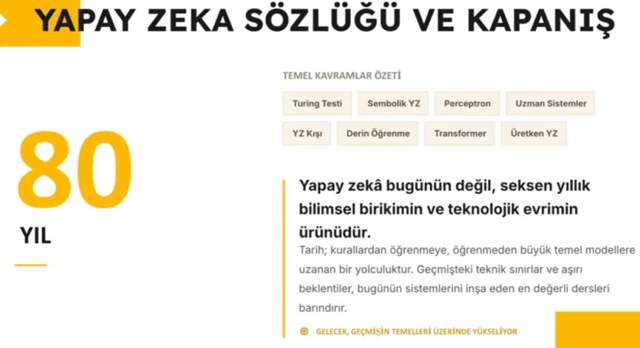 YAPAY ZEKA SÖZLÜĞÜ VE KAPANIŞ
TEMEL KAVRAMLAR ÖZETİ
Turing Testi
Sembolik YZ
Perceptron
Uzman Sistemler
YZ Kışı
Derin Öğrenme
Transformer
Üretken YZ
80
YIL
Yapay zekâ bugünün değil, seksen yıllık
bilimsel birikimin ve teknolojik evrimin
ürünüdür.
Tarih; kurallardan öğrenmeye, öğrenmeden büyük temel modellere
uzanan bir yolculuktur. Geçmişteki teknik sınırlar ve aşırı
beklentiler, bugünün sistemlerini inşa eden en değerli dersleri
barındırır.
GELECEK, GEÇMİŞİN TEMELLERİ ÜZERİNDE YÜKSELİYOR